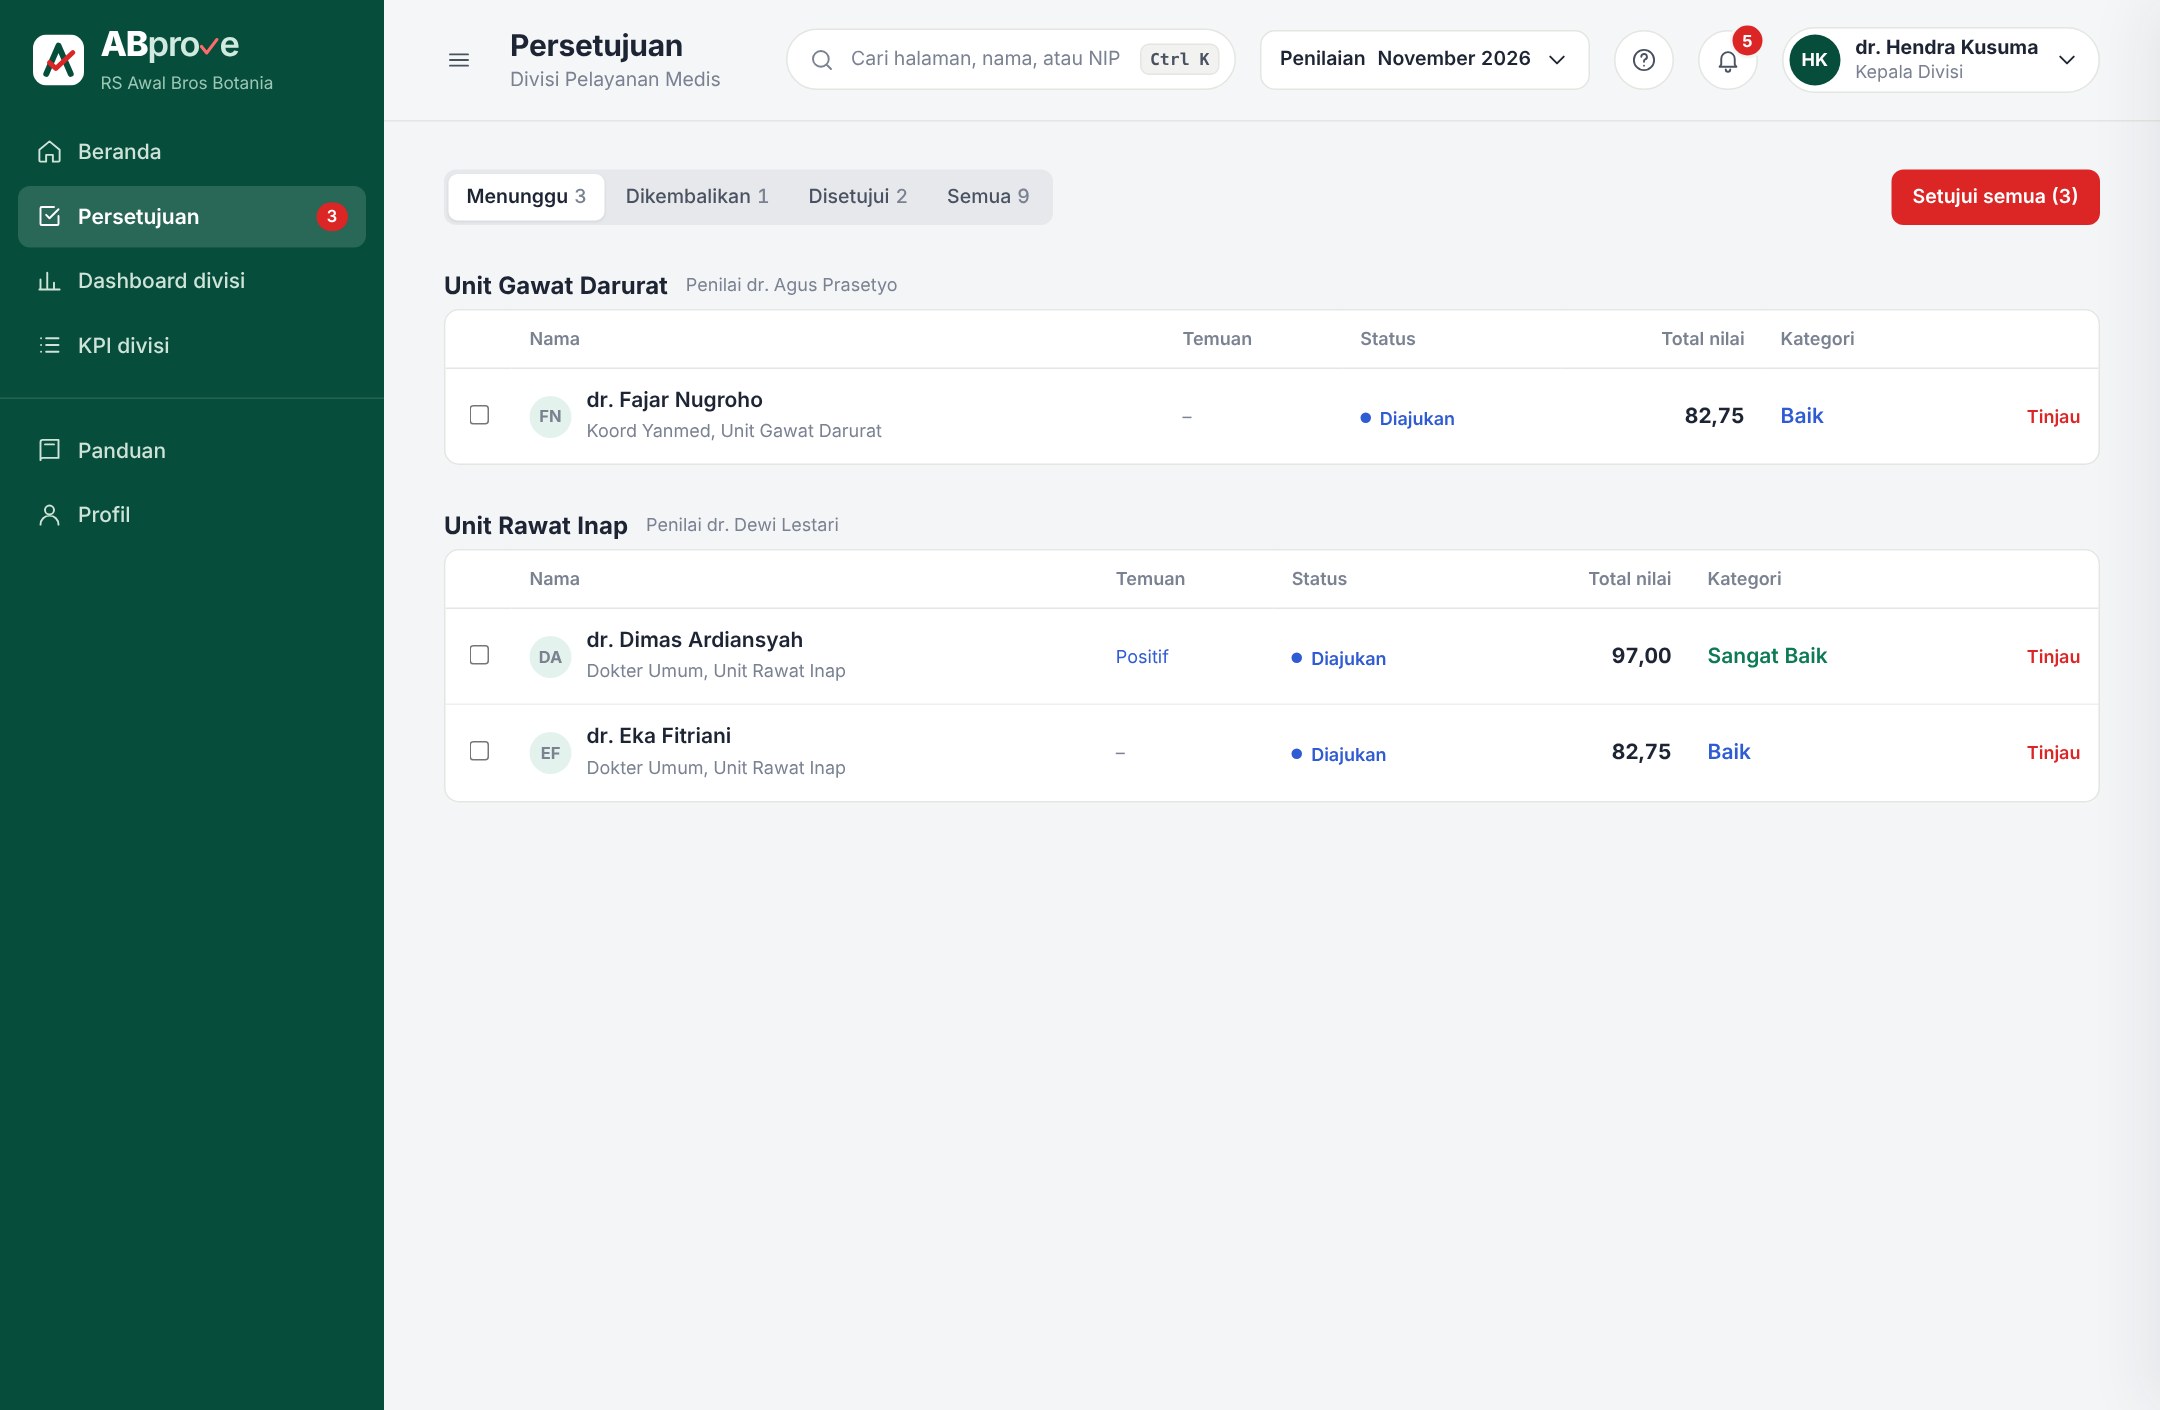 ABprove
RS Awal Bros Botania
Beranda
Persetujuan 3
Dashboard divisi
KPI divisi
Panduan
Profil
Persetujuan
Divisi Pelayanan Medis
Cari halaman, nama, atau NIP Ctrl K
Penilaian November 2026
5
HK
dr. Hendra Kusuma
Kepala Divisi
Menunggu 3 Dikembalikan 1 Disetujui 2 Semua 9
Setujui semua (3)
Unit Gawat Darurat Penilai dr. Agus Prasetyo
Nama Temuan Status Total nilai Kategori
FN dr. Fajar Nugroho
Koord Yanmed, Unit Gawat Darurat
– Diajukan 82,75 Baik Tinjau
Unit Rawat Inap Penilai dr. Dewi Lestari
Nama Temuan Status Total nilai Kategori
DA dr. Dimas Ardiansyah
Dokter Umum, Unit Rawat Inap
Positif Diajukan 97,00 Sangat Baik Tinjau
EF dr. Eka Fitriani
Dokter Umum, Unit Rawat Inap
– Diajukan 82,75 Baik Tinjau